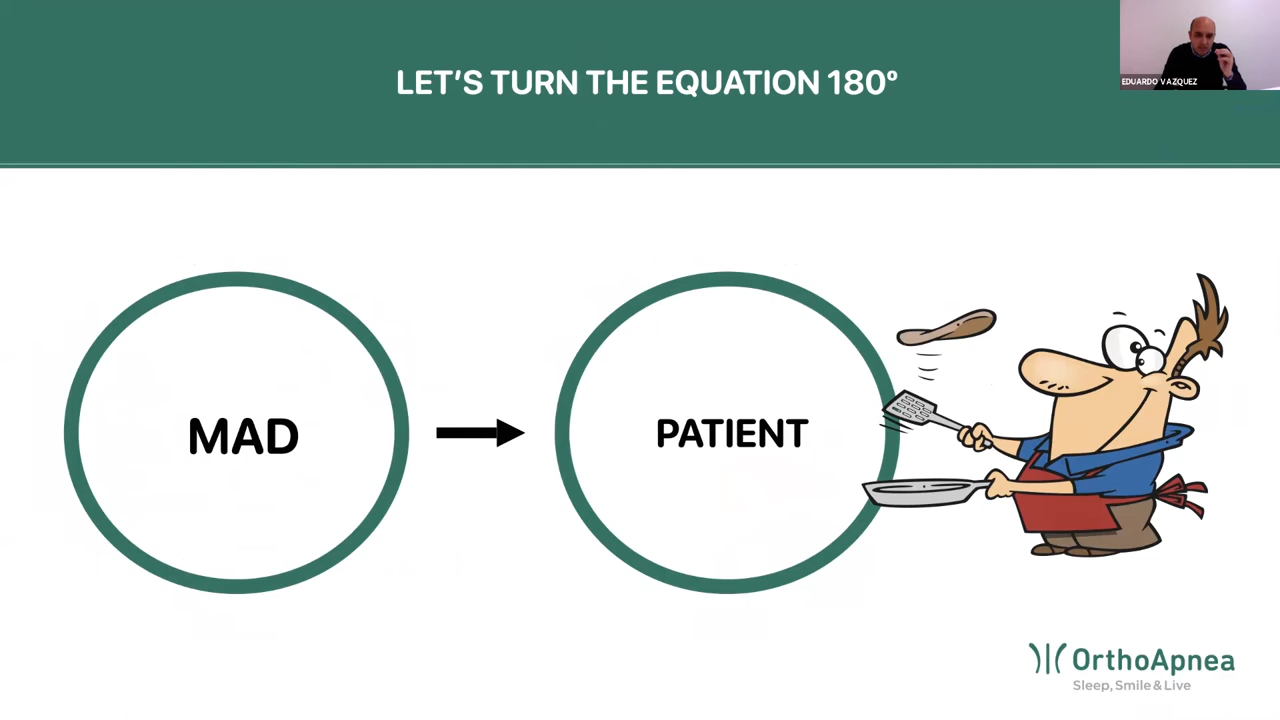 LET'S TURN THE EQUATION 180º
EDUARDO VAZQUEZ
MAD
PATIENT
OrthoApnea
Sleep, Smile & Live